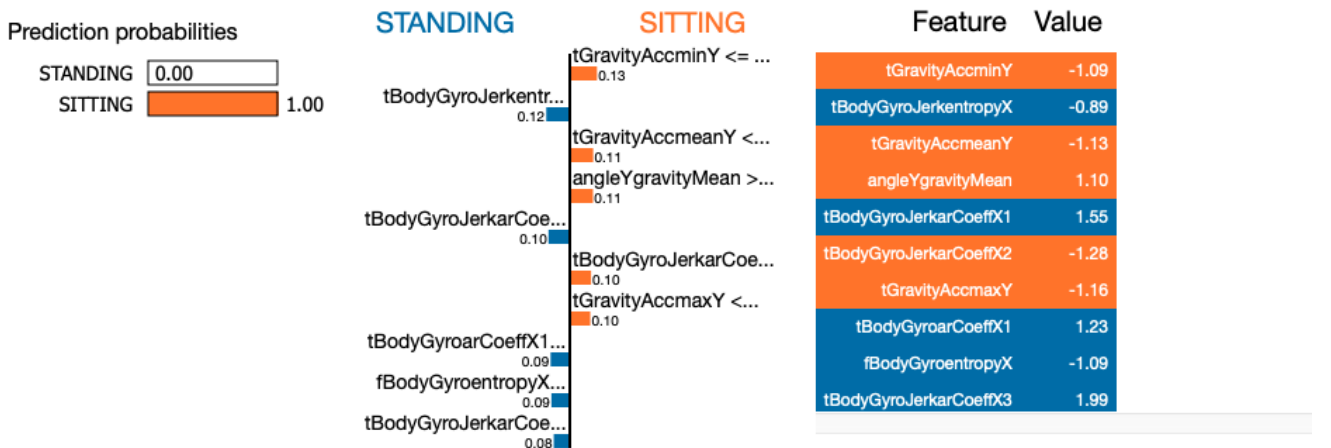 Prediction probabilities
STANDING 0.00
SITTING 1.00
STANDING SITTING
tGravityAccminY <= ...
0.13
tBodyGyroJerkentr...
0.12
tGravityAccmeanY <...
0.11
angleYgravityMean >...
0.11
tBodyGyroJerkarCoe...
0.10
tBodyGyroJerkarCoe...
0.10
tGravityAccmaxY <...
0.10
tBodyGyroarCoeffX1...
0.09
fBodyGyroentropyX...
0.09
tBodyGyroJerkarCoe...
0.08
Feature Value
tGravityAccminY -1.09
tBodyGyroJerkentropyX -0.89
tGravityAccmeanY -1.13
angleYgravityMean 1.10
tBodyGyroJerkarCoeffX1 1.55
tBodyGyroJerkarCoeffX2 -1.28
tGravityAccmaxY -1.16
tBodyGyroarCoeffX1 1.23
fBodyGyroentropyX -1.09
tBodyGyroJerkarCoeffX3 1.99